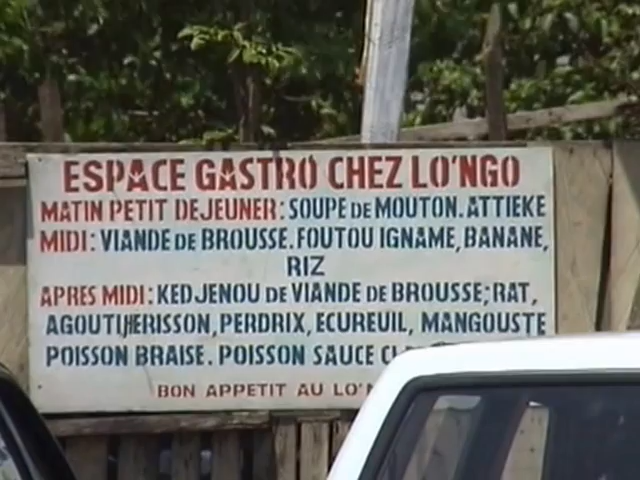 ESPACE GASTRO CHEZ LO'NGO
MATIN PETIT DEJEUNER: SOUPE DE MOUTON. ATTIEKE
MIDI: VIANDE DE BROUSSE. FOUTOU IGNAME, BANANE,
RIZ
APRES MIDI: KEDJENOU DE VIANDE DE BROUSSE; RAT,
AGOUTI, HERISSON, PERDRIX, ECUREUIL, MANGOUSTE
POISSON BRAISE. POISSON SAUCE
BON APPETIT AU